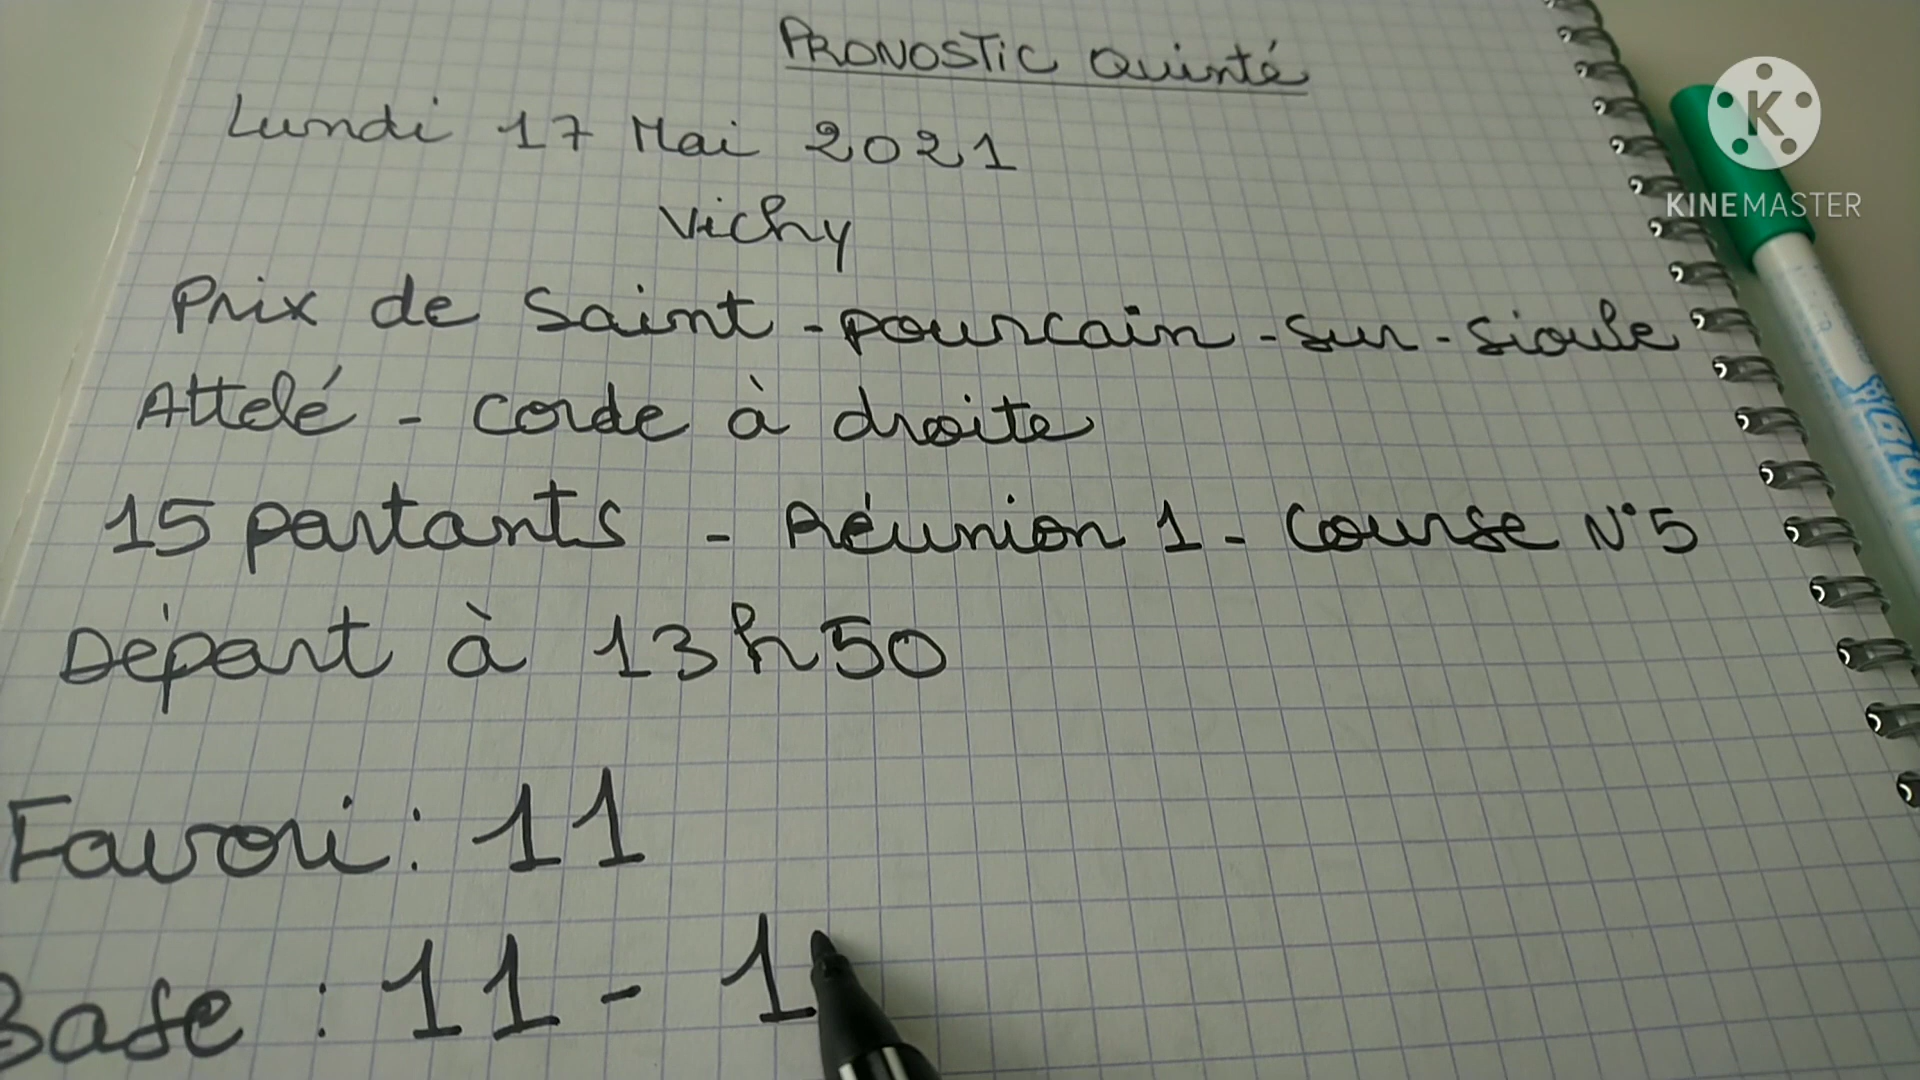 PRONOSTIC Quinté
Lundi 17 Mai 2021
Vichy
Prix de Saint-pourcain-sur-sioule
Attelé - corde à droite
15 partants - Réunion 1 - Course N°5
Départ à 13h50
Favori : 11
Base : 11 - 1
K
KINEMASTER